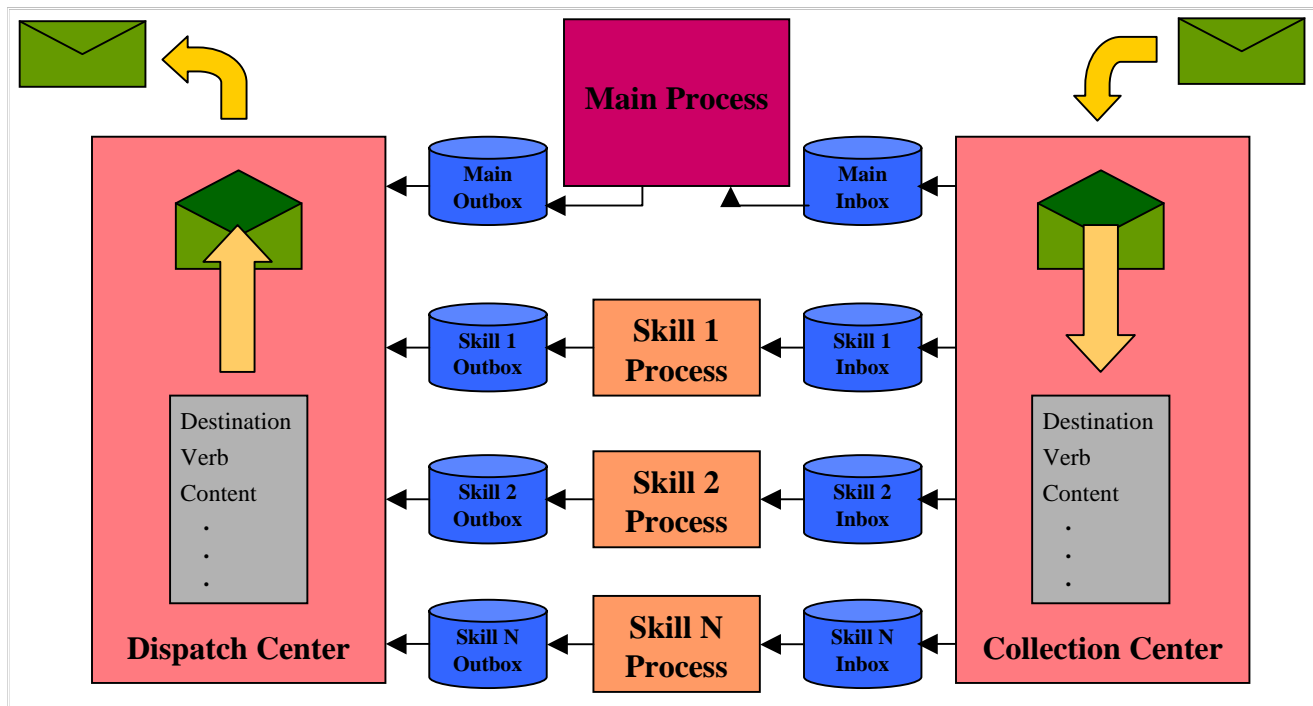 Main Process
Main
Outbox
Main
Inbox
Skill 1
Outbox
Skill 1
Process
Skill 1
Inbox
Destination
Verb
Content
.
.
.
Destination
Verb
Content
.
.
.
Skill 2
Outbox
Skill 2
Process
Skill 2
Inbox
Skill N
Outbox
Skill N
Process
Skill N
Inbox
Dispatch Center
Collection Center